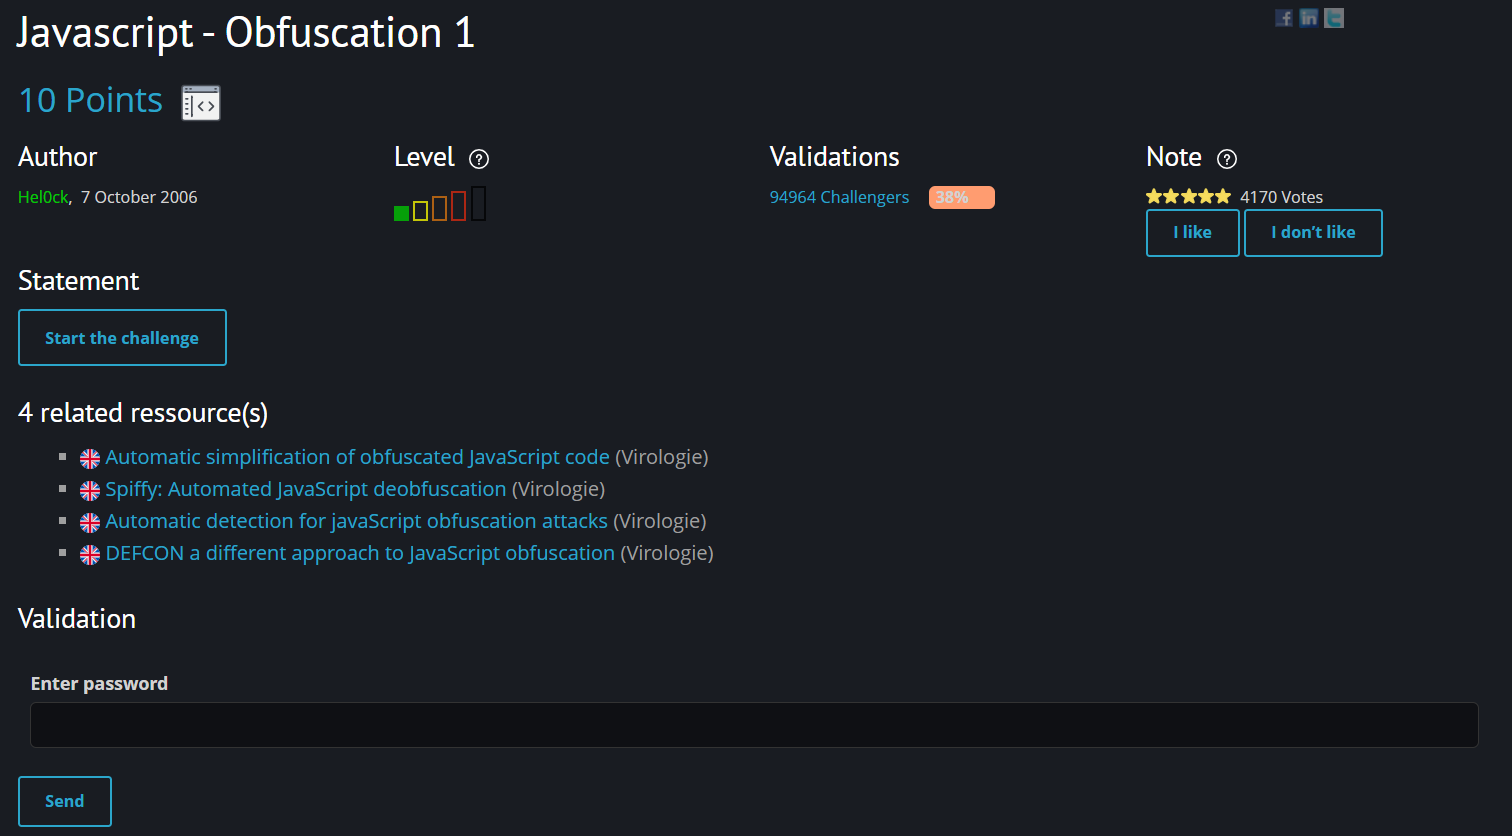 Javascript - Obfuscation 1
10 Points
Author
Level
Validations
Note
Hel0ck, 7 October 2006
94964 Challengers
38%
4170 Votes
I like
I don’t like
Statement
Start the challenge
4 related ressource(s)
Automatic simplification of obfuscated JavaScript code (Virologie)
Spiffy: Automated JavaScript deobfuscation (Virologie)
Automatic detection for javaScript obfuscation attacks (Virologie)
DEFCON a different approach to JavaScript obfuscation (Virologie)
Validation
Enter password
Send